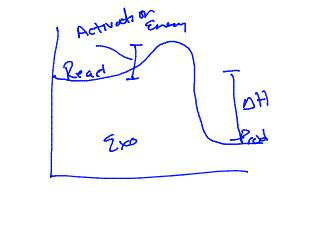 Activation
Energy
React
ΔH
Prod
Exo